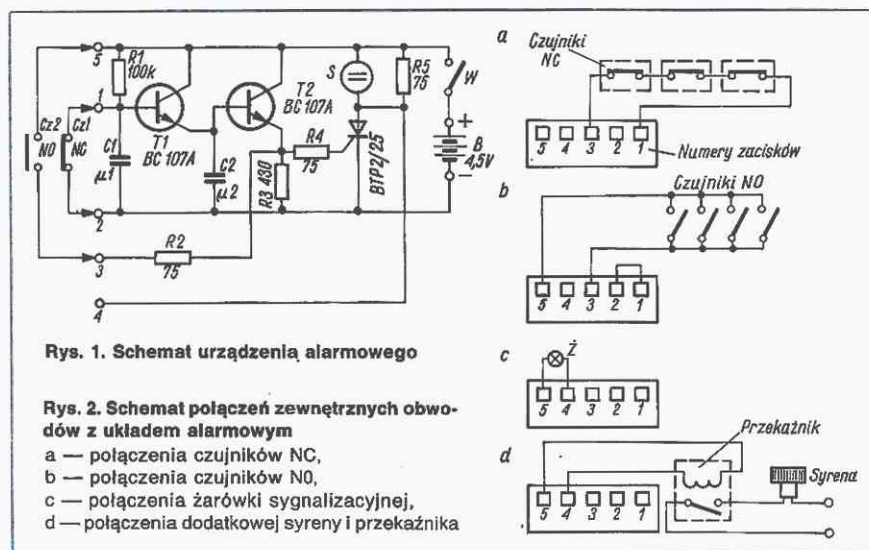 5
R1
100k
1
T1
BC 107A
T2
BC 107A
Cz2
NO
Cz1
NC
C1
µ1
C2
µ2
R3 430
R4
75
S
R5
75
BTP2/25
W
+
B
4,5V
−
2
R2
75
3
4
Rys. 1. Schemat urządzenia alarmowego
Rys. 2. Schemat połączeń zewnętrznych obwo-
dów z układem alarmowym
a — połączenia czujników NC,
b — połączenia czujników N0,
c — połączenia żarówki sygnalizacyjnej,
d — połączenia dodatkowej syreny i przekaźnika
a
Czujniki
NC
5 4 3 2 1
Numery zacisków
b
Czujniki NO
5 4 3 2 1
c
Ż
5 4 3 2 1
d
Przekaźnik
Syrena
5 4 3 2 1